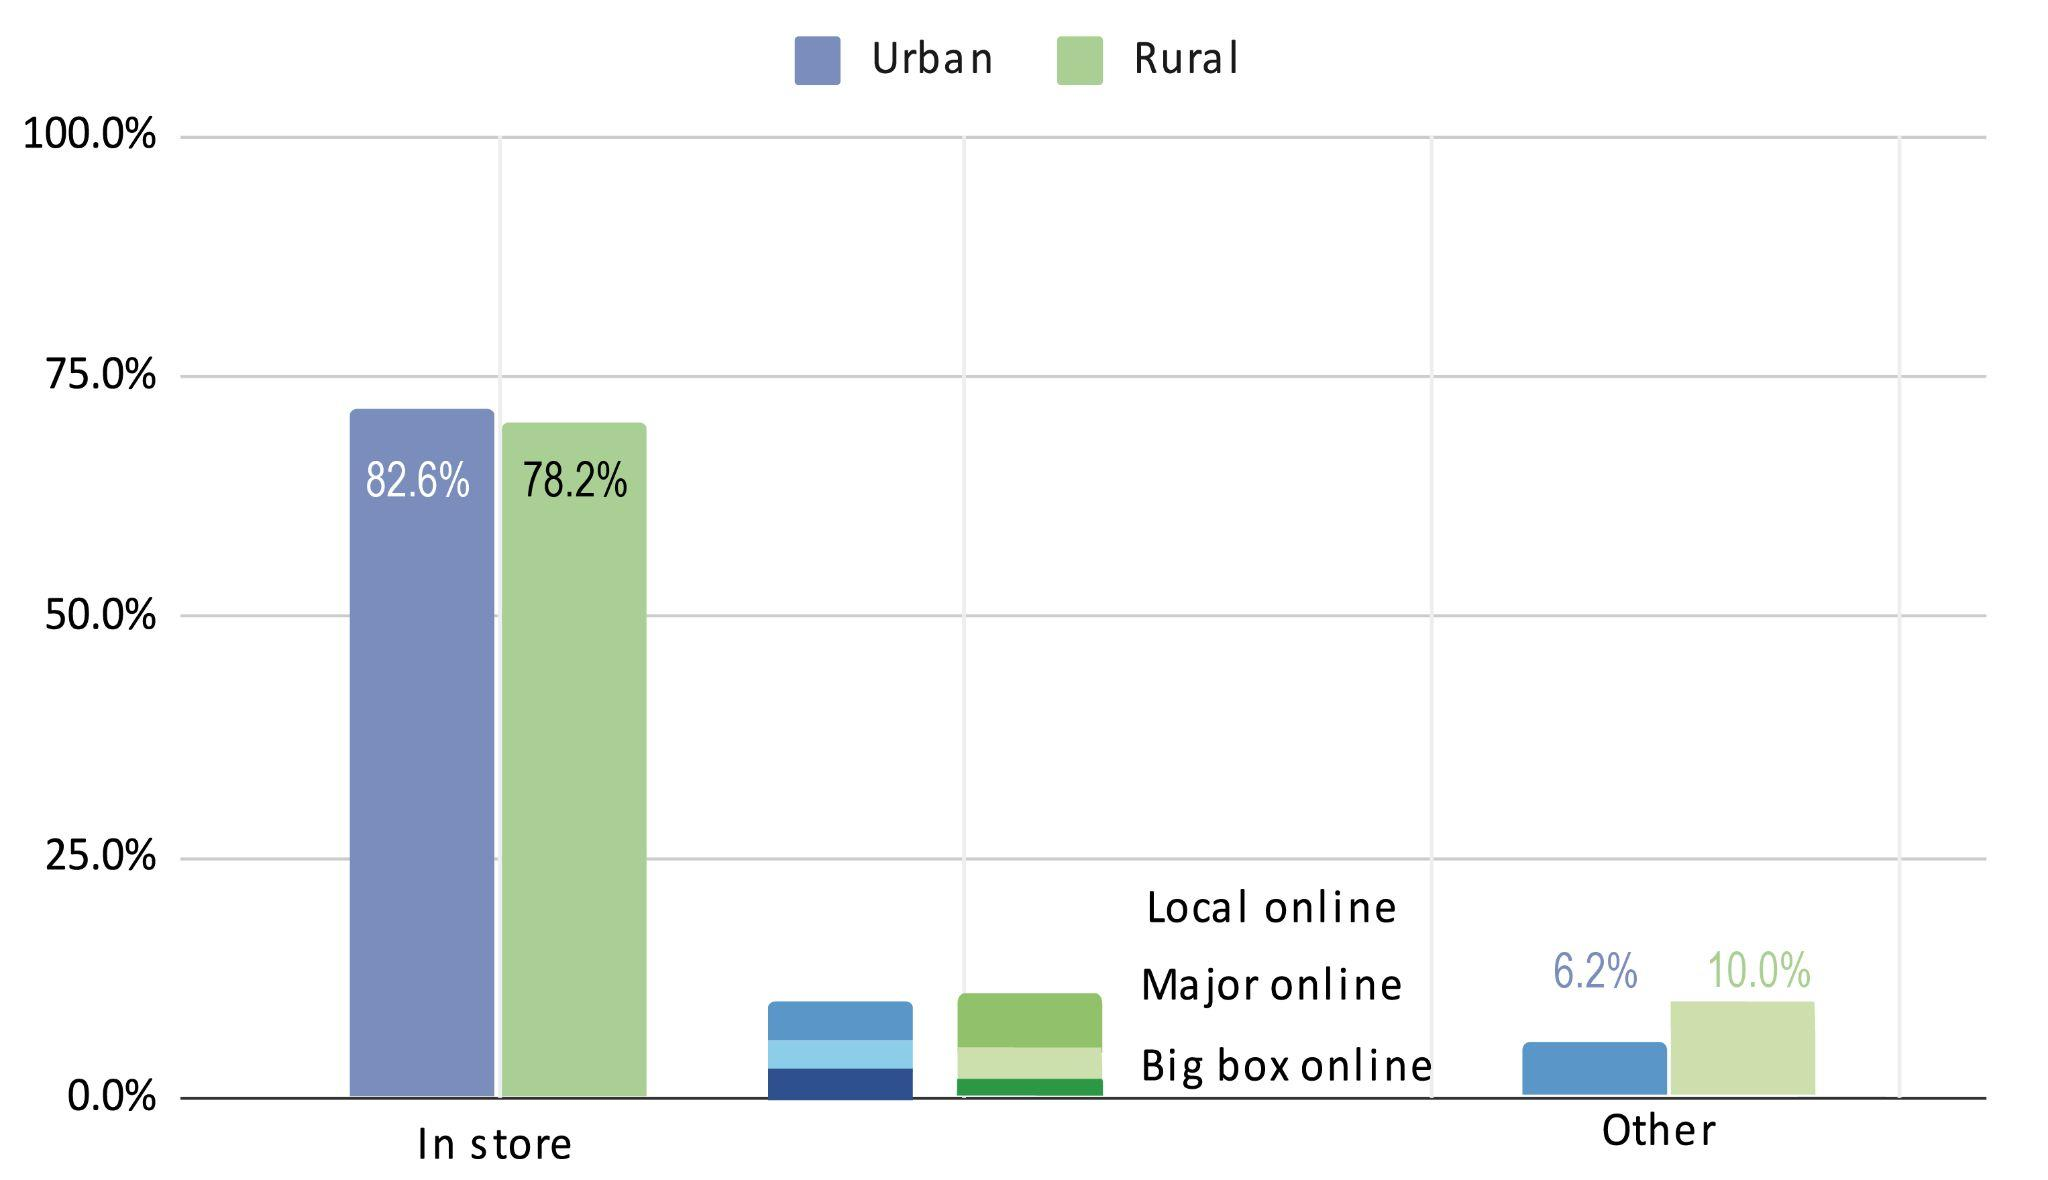 Urban Rural
100.0%
75.0%
82.6% 78.2%
50.0%
25.0%
Local online
Major online
6.2% 10.0%
Big box online
0.0%
In store
Other